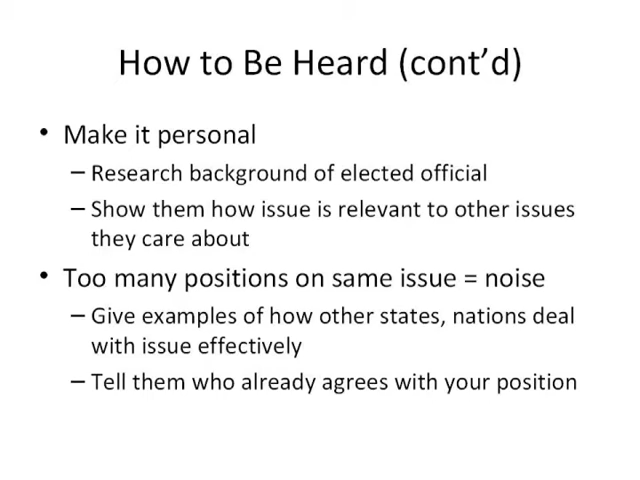 How to Be Heard (cont’d)
• Make it personal
– Research background of elected official
– Show them how issue is relevant to other issues
they care about
• Too many positions on same issue = noise
– Give examples of how other states, nations deal
with issue effectively
– Tell them who already agrees with your position